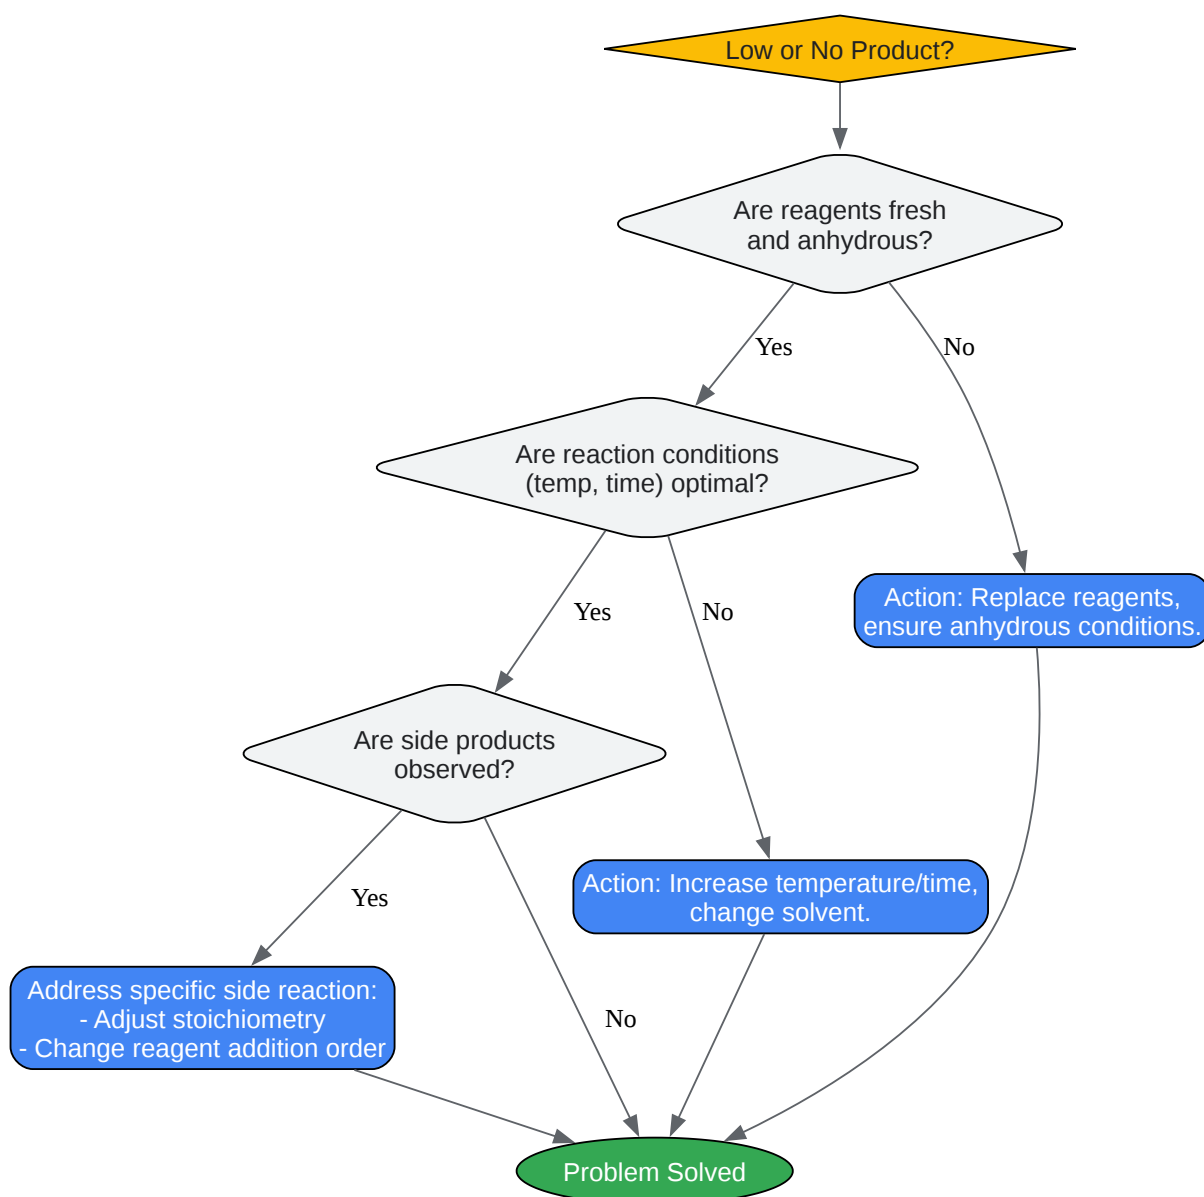 Low or No Product?
Are reagents fresh
and anhydrous?
Yes
No
Are reaction conditions
(temp, time) optimal?
Yes
No
Action: Replace reagents,
ensure anhydrous conditions.
Are side products
observed?
Yes
No
Action: Increase temperature/time,
change solvent.
Address specific side reaction:
- Adjust stoichiometry
- Change reagent addition order
Problem Solved